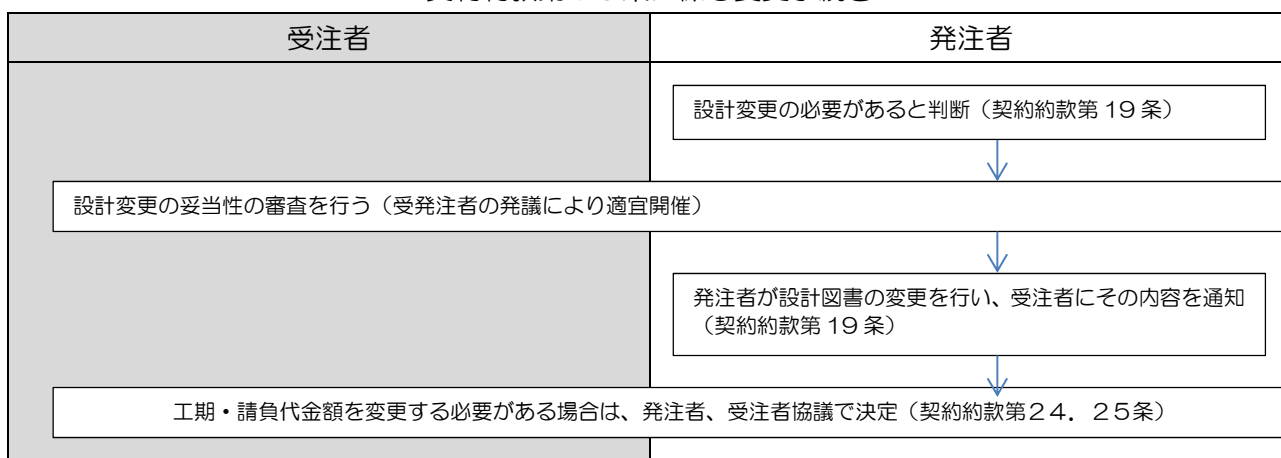 受注者
発注者
設計変更の必要があると判断（契約約款第 19 条）
設計変更の妥当性の審査を行う（受発注者の発議により適宜開催）
発注者が設計図書の変更を行い、受注者にその内容を通知
（契約約款第 19 条）
工期・請負代金額を変更する必要がある場合は、発注者、受注者協議で決定（契約約款第２４．２５条）